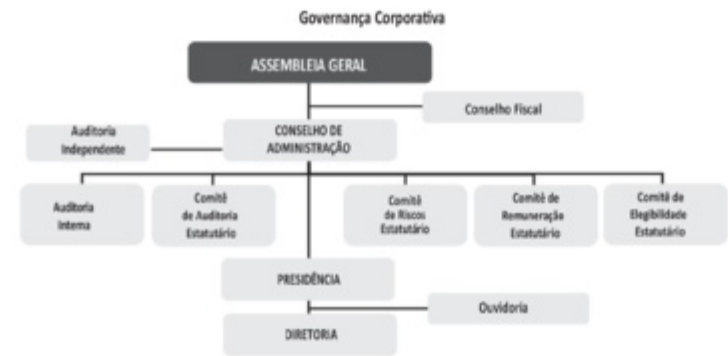 Governança Corporativa
ASSEMBLEIA GERAL
Conselho Fiscal
Auditoria
Independente
CONSELHO DE
ADMINISTRAÇÃO
Auditoria
Interna
Comitê
de Auditoria
Estatutário
Comitê
de Riscos
Estatutário
Comitê de
Remuneração
Estatutário
Comitê de
Elegibilidade
Estatutário
PRESIDÊNCIA
Ouvidoria
DIRETORIA